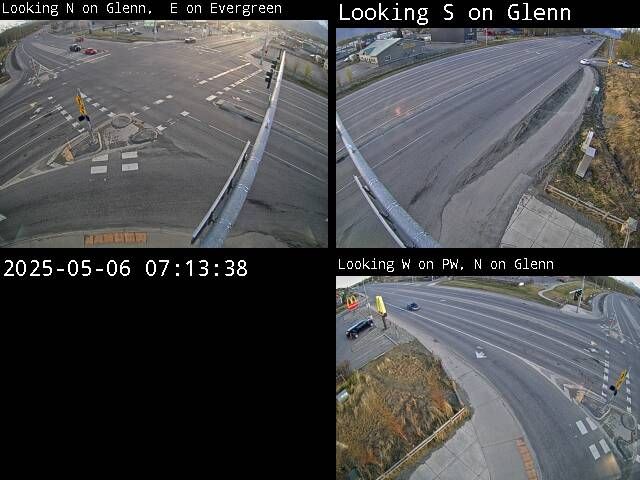 Looking N on Glenn,  E on Evergreen
Looking S on Glenn
2025-05-06 07:13:38
Looking W on PW, N on Glenn